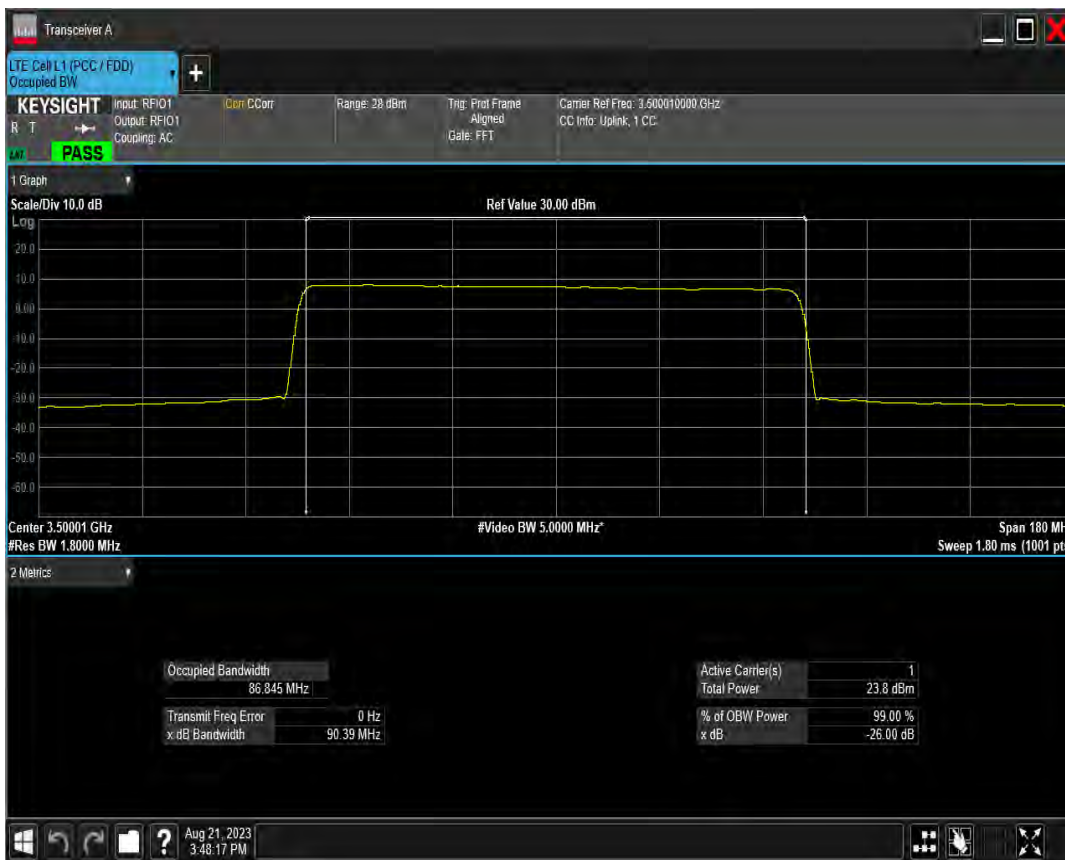 Transceiver A
LTE Cell L1 (PCC / FDD)
Occupied BW
+
KEYSIGHT
Input: RFIO1
Output: RFIO1
Coupling: AC
Corr CCorr
Range: 28 dBm
Trig: Prot Frame
Aligned
Gate: FFT
Carrier Ref Freq: 3.500010000 GHz
CC Info: Uplink, 1 CC
R T
PASS
1 Graph
Scale/Div 10.0 dB
Ref Value 30.00 dBm
Log
20.0
10.0
0.00
-10.0
-20.0
-30.0
-40.0
-50.0
-60.0
Center 3.50001 GHz
#Video BW 5.0000 MHz*
Span 180 MH
#Res BW 1.8000 MHz
Sweep 1.80 ms (1001 pts
2 Metrics
Occupied Bandwidth
86.845 MHz
Transmit Freq Error 0 Hz
x dB Bandwidth 90.39 MHz
Active Carrier(s) 1
Total Power 23.8 dBm
% of OBW Power 99.00 %
x dB -26.00 dB
?
Aug 21, 2023
3:48:17 PM